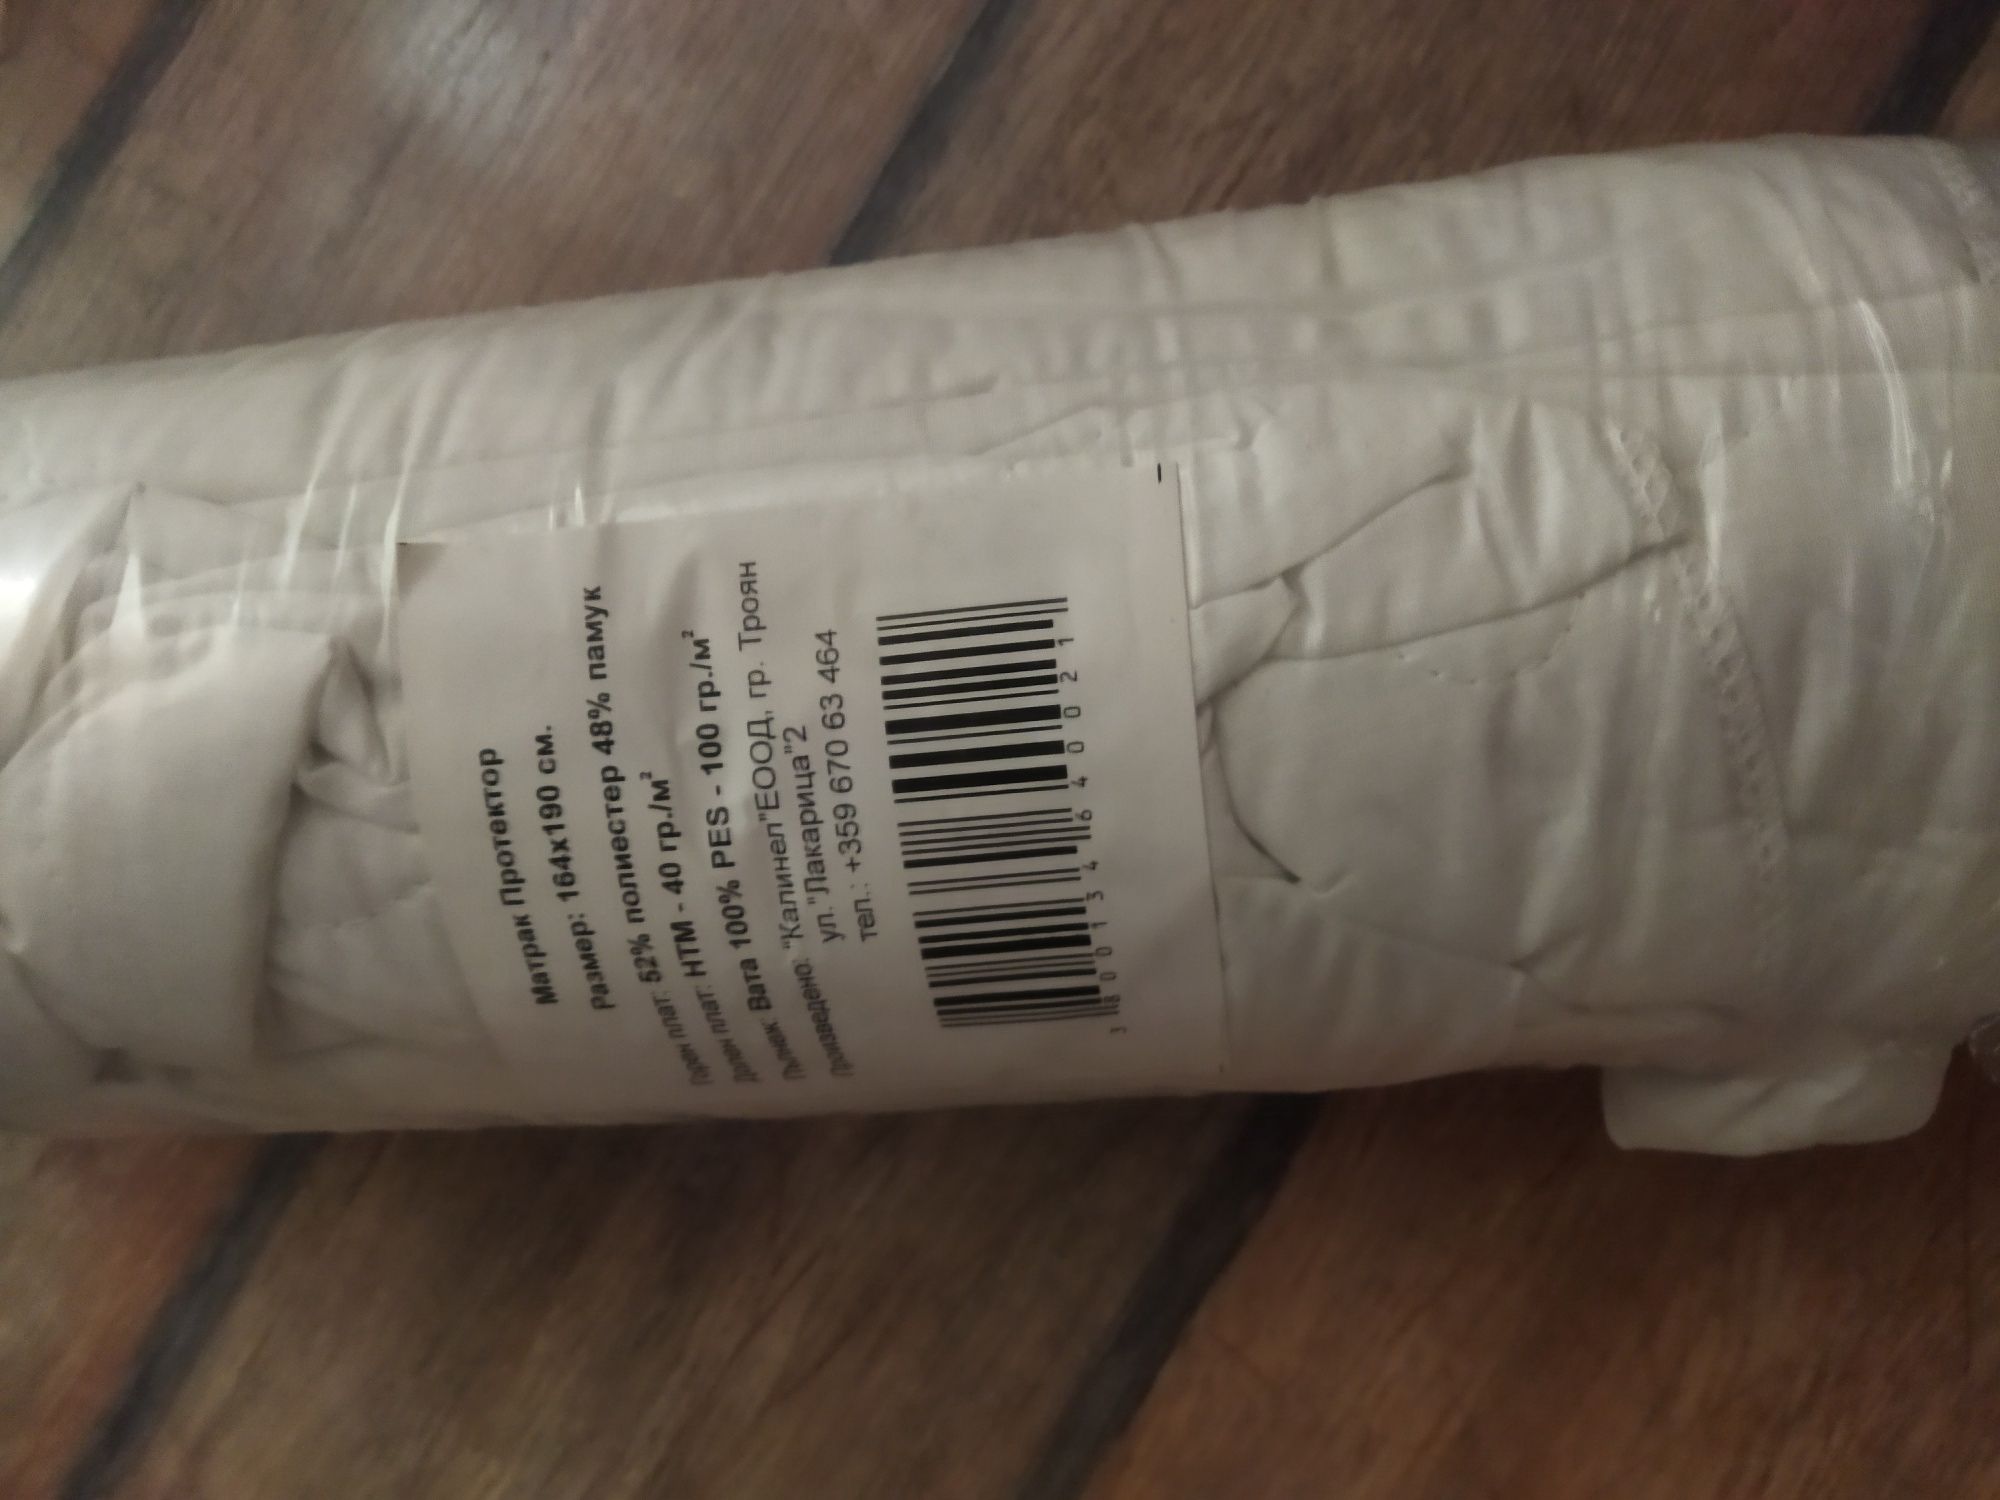 Матрак Протектор
Размер: 164x190 см.
Горен плат: 52% полиестер 48% памук
Долен плат: НТМ - 40 гр./м²
Пълнеж: Вата 100% PES - 100 гр./м²
Произведено: "Калинел"ЕООД, гр. Троян
ул."Лакарица"2
тел.: +359 670 63 464
3 800134 640021